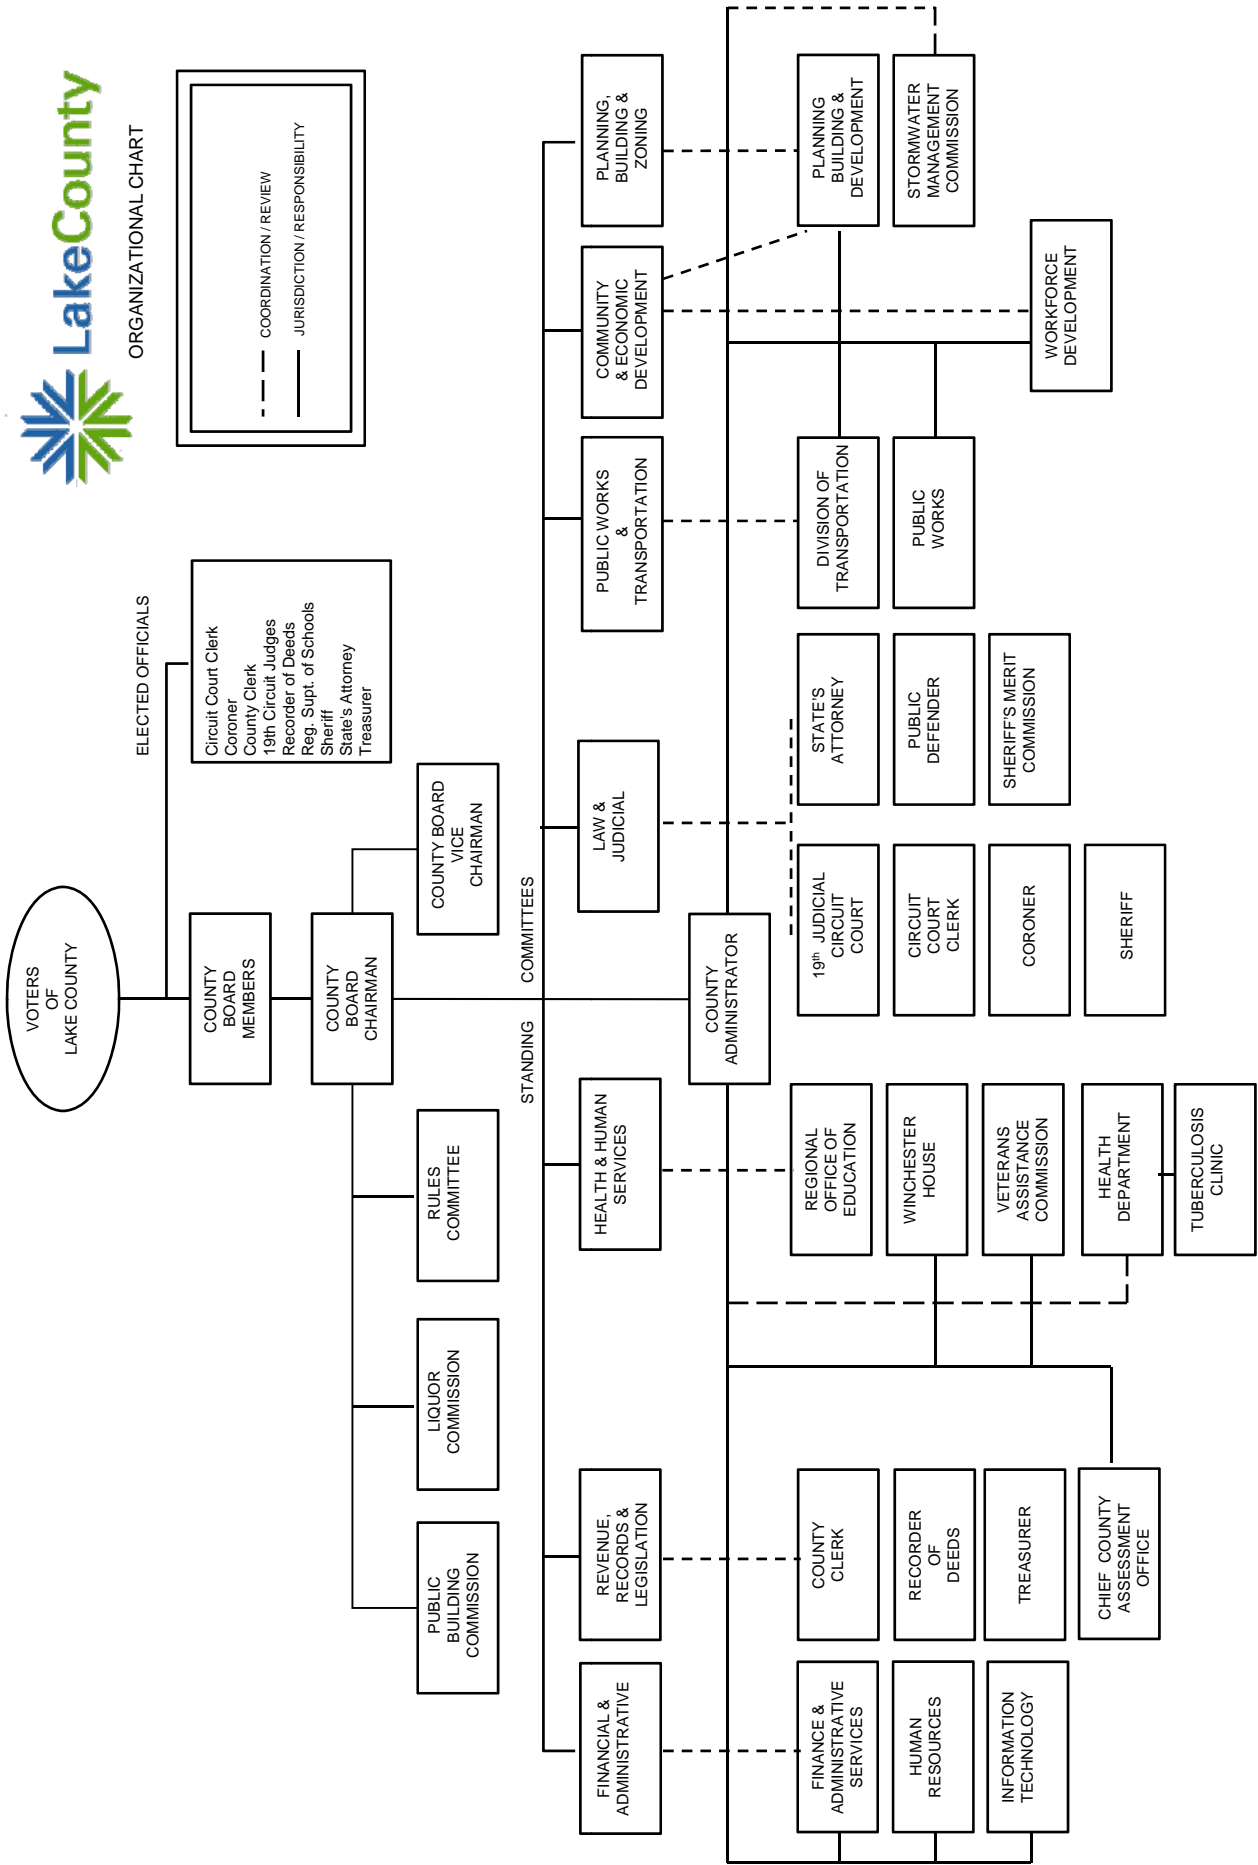 LakeCounty
ORGANIZATIONAL CHART
COORDINATION / REVIEW
JURISDICTION / RESPONSIBILITY
VOTERS
OF
LAKE COUNTY
ELECTED OFFICIALS
Circuit Court Clerk
Coroner
County Clerk
19th Circuit Judges
Recorder of Deeds
Reg. Supt. of Schools
Sheriff
State's Attorney
Treasurer
COUNTY
BOARD
MEMBERS
COUNTY
BOARD
CHAIRMAN
PUBLIC
BUILDING
COMMISSION
LIQUOR
COMMISSION
RULES
COMMITTEE
COUNTY BOARD
VICE
CHAIRMAN
STANDING COMMITTEES
FINANCIAL &
ADMINISTRATIVE
REVENUE,
RECORDS &
LEGISLATION
HEALTH & HUMAN
SERVICES
LAW &
JUDICIAL
PUBLIC WORKS
&
TRANSPORTATION
COMMUNITY
& ECONOMIC
DEVELOPMENT
PLANNING,
BUILDING &
ZONING
COUNTY
ADMINISTRATOR
FINANCE &
ADMINISTRATIVE
SERVICES
HUMAN
RESOURCES
INFORMATION
TECHNOLOGY
COUNTY
CLERK
RECORDER
OF
DEEDS
TREASURER
CHIEF COUNTY
ASSESSMENT
OFFICE
REGIONAL
OFFICE OF
EDUCATION
WINCHESTER
HOUSE
VETERANS
ASSISTANCE
COMMISSION
HEALTH
DEPARTMENT
TUBERCULOSIS
CLINIC
19th JUDICIAL
CIRCUIT
COURT
CIRCUIT
COURT
CLERK
CORONER
SHERIFF
STATE'S
ATTORNEY
PUBLIC
DEFENDER
SHERIFF'S MERIT
COMMISSION
DIVISION OF
TRANSPORTATION
PUBLIC
WORKS
PLANNING
BUILDING &
DEVELOPMENT
STORMWATER
MANAGEMENT
COMMISSION
WORKFORCE
DEVELOPMENT